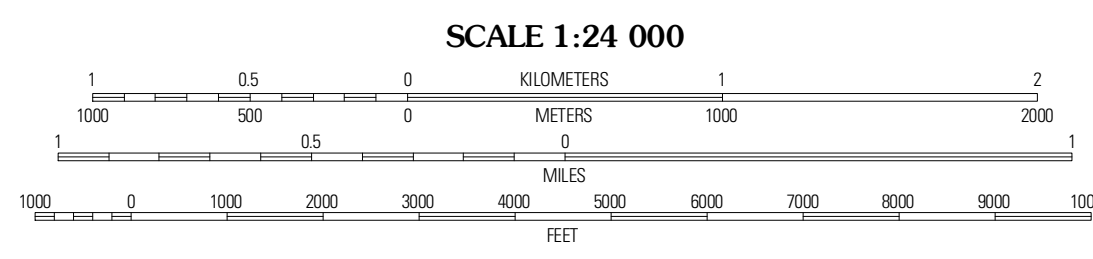 SCALE 1:24 000
1 0.5 0 KILOMETERS 1 2
1000 500 0 METERS 1000 2000
1 0.5 0 1
MILES
1000 0 1000 2000 3000 4000 5000 6000 7000 8000 9000 100
FEET